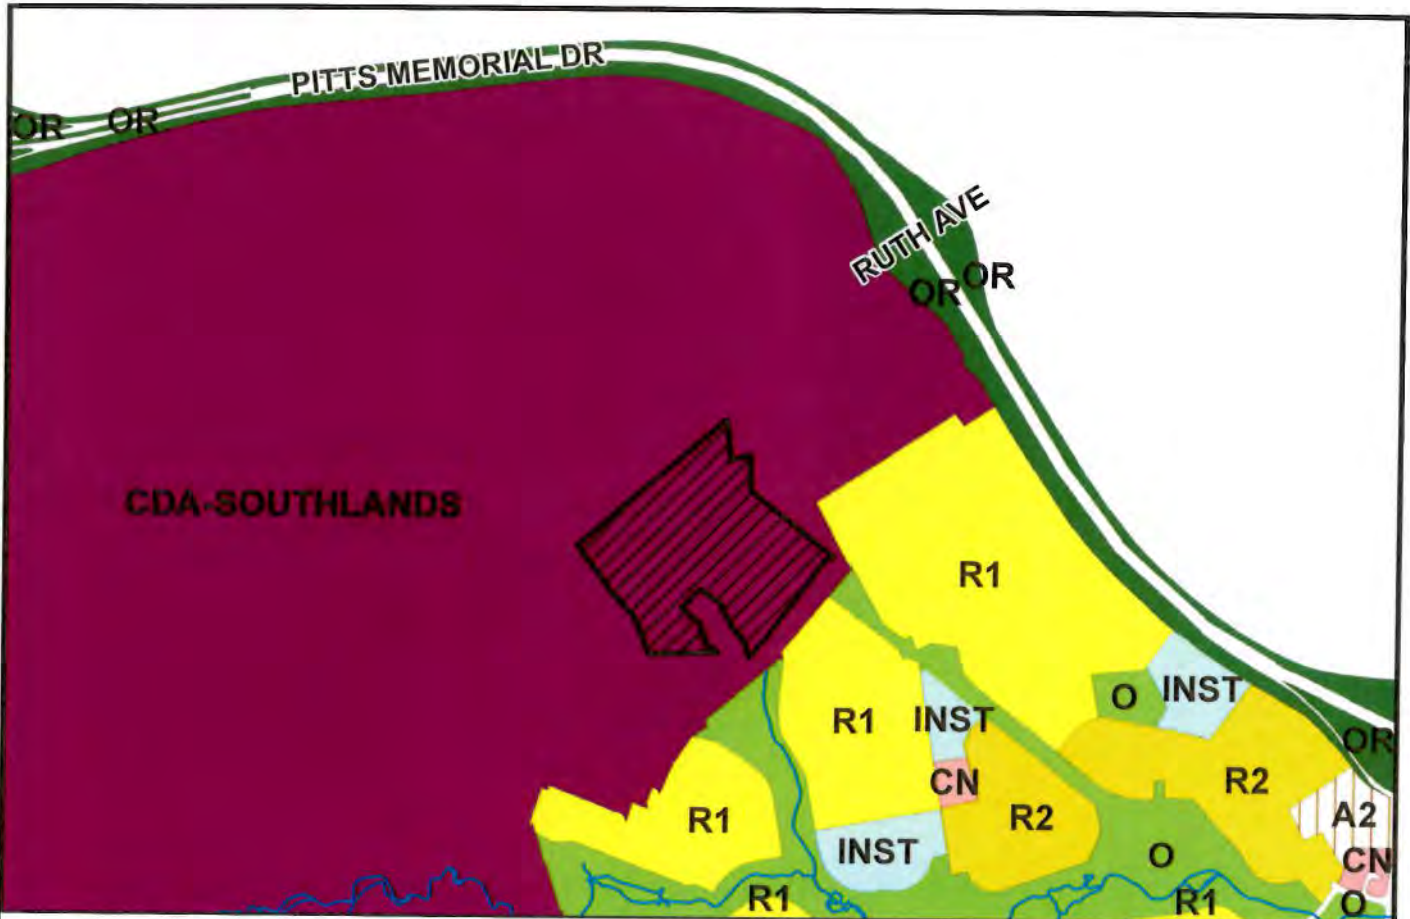 PITTS MEMORIAL DR
OR
OR
RUTH AVE
OR
OR
CDA-SOUTHLANDS
R1
O
INST
R1
INST
OR
CN
R2
R2
R1
A2
INST
O
CN
R1
R1
O